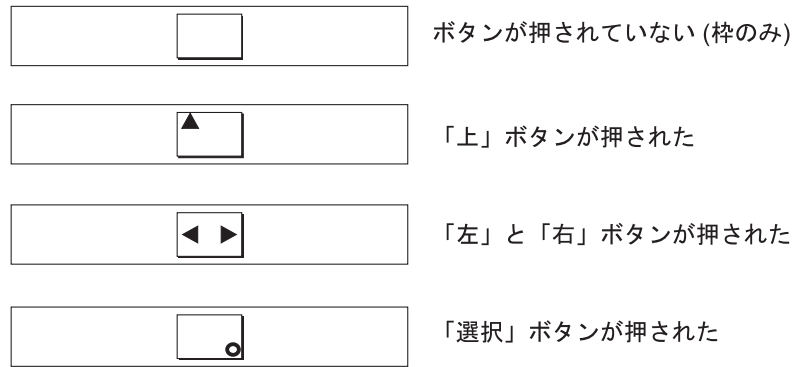 ボタンが押されていない (枠のみ)
「上」ボタンが押された
「左」と「右」ボタンが押された
「選択」ボタンが押された